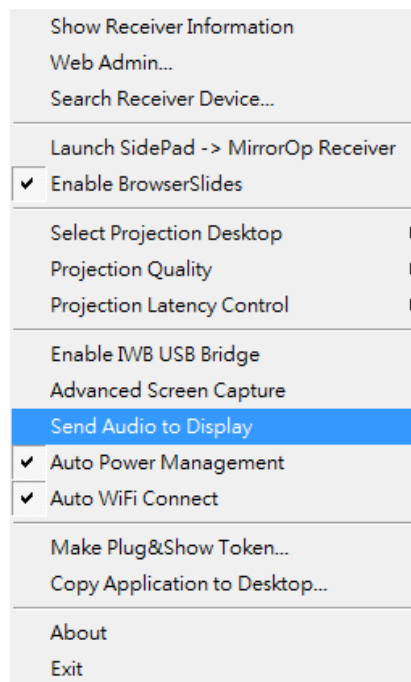 Show Receiver Information
Web Admin...
Search Receiver Device...
Launch SidePad -> MirrorOp Receiver
Enable BrowserSlides
Select Projection Desktop
Projection Quality
Projection Latency Control
Enable IWB USB Bridge
Advanced Screen Capture
Send Audio to Display
Auto Power Management
Auto WiFi Connect
Make Plug&Show Token...
Copy Application to Desktop...
About
Exit